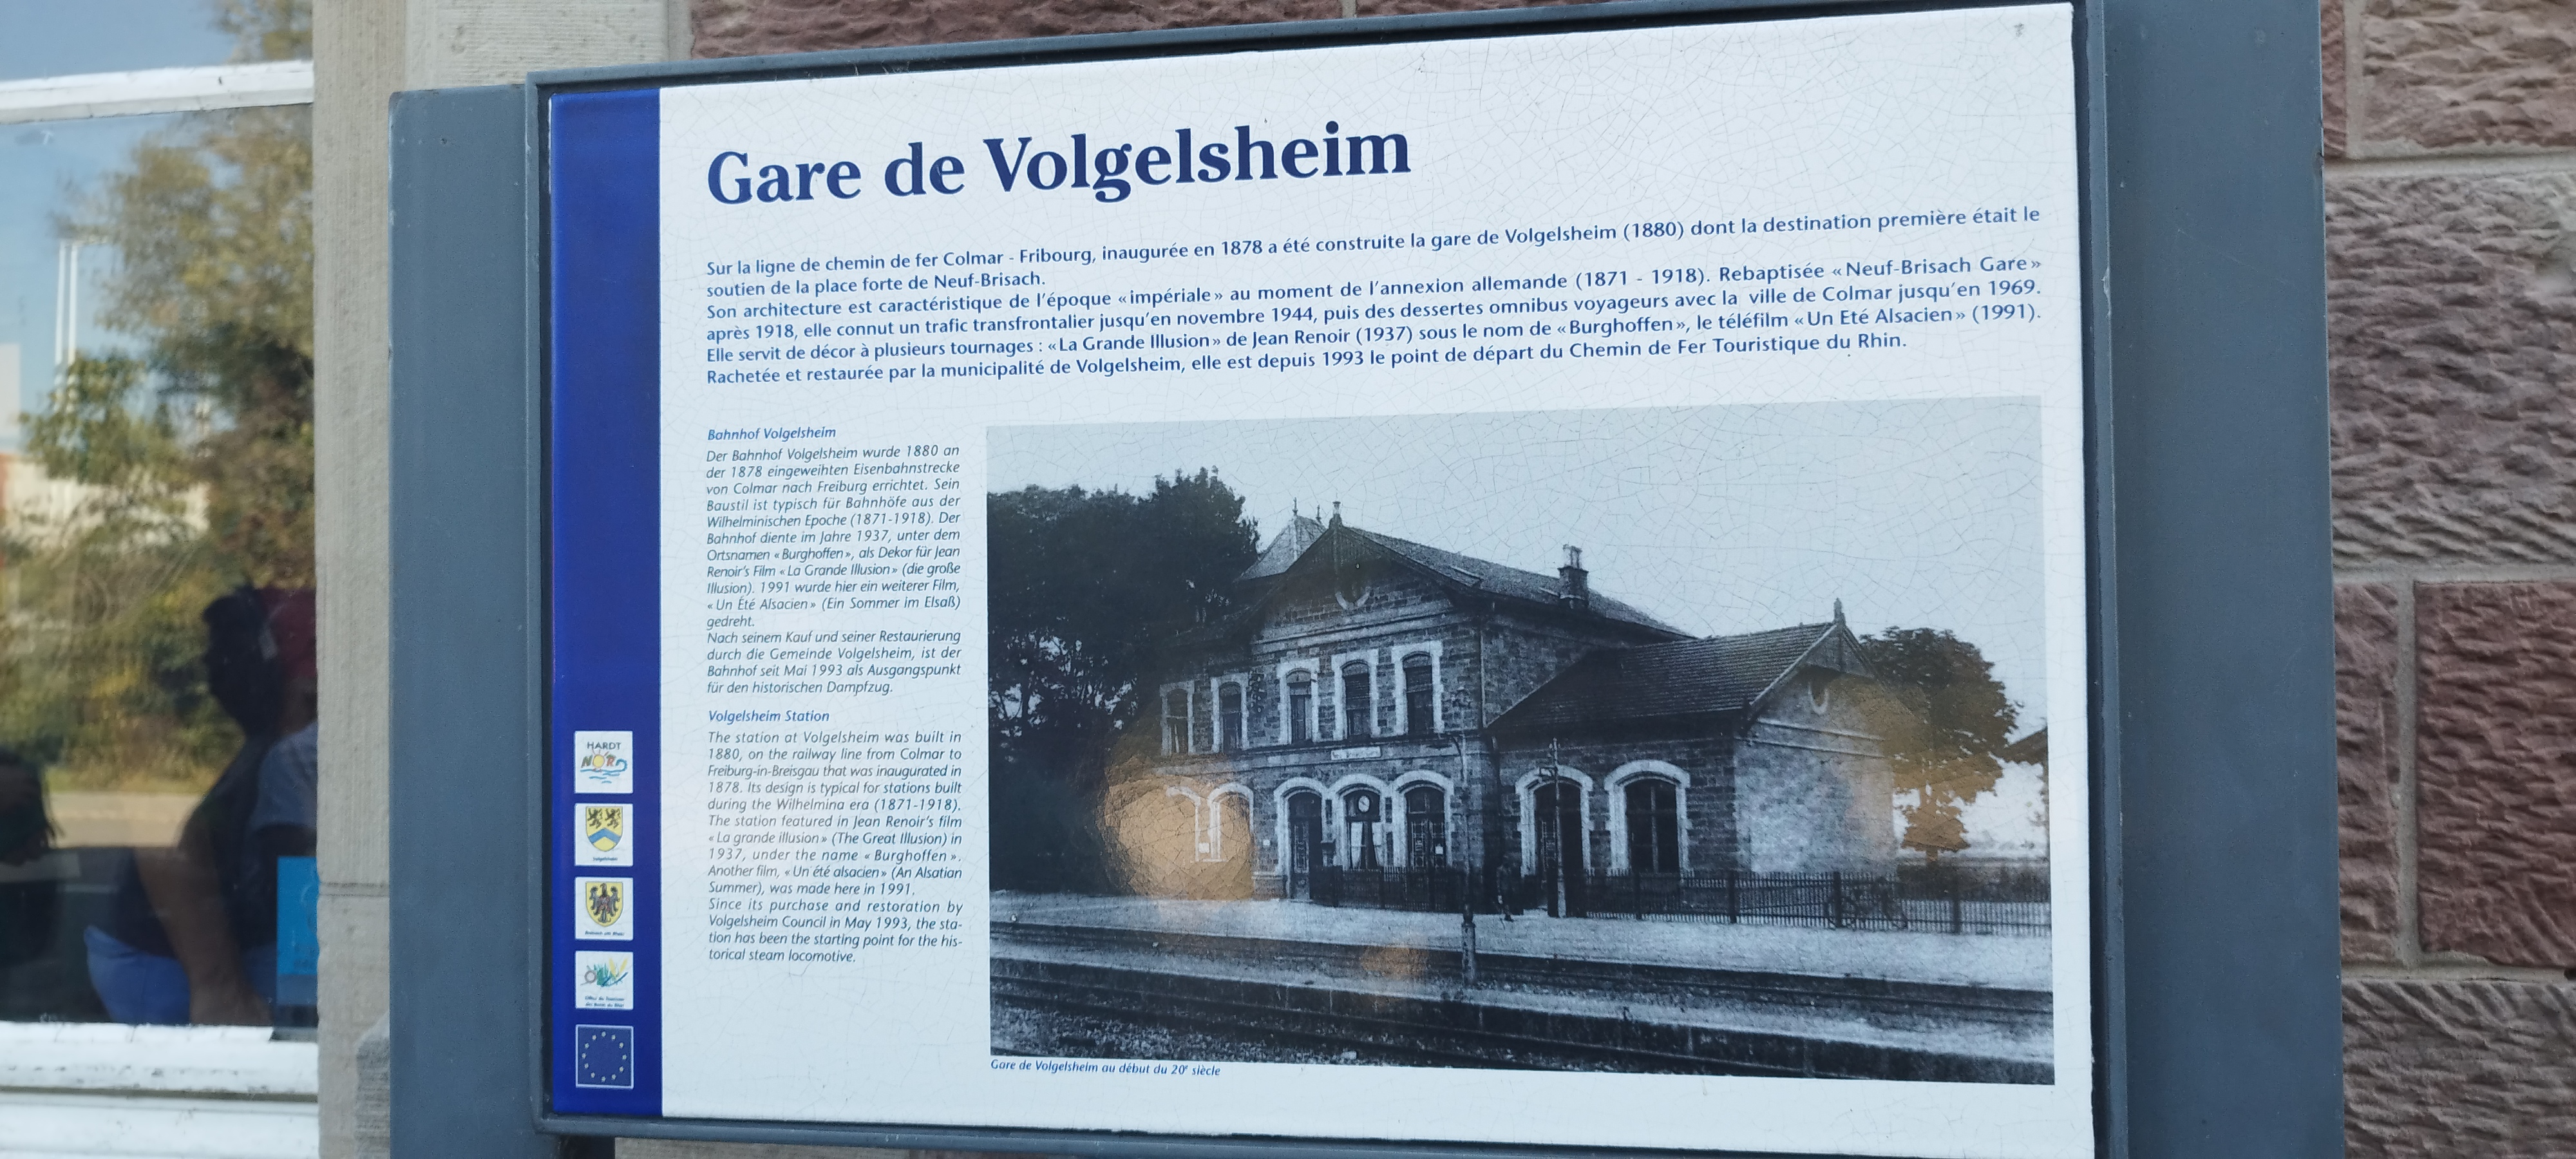 Gare de Volgelsheim
Sur la ligne de chemin de fer Colmar - Fribourg, inaugurée en 1878 a été construite la gare de Volgelsheim (1880) dont la destination première était le
soutien de la place forte de Neuf-Brisach.
Son architecture est caractéristique de l'époque «impériale» au moment de l'annexion allemande (1871 - 1918). Rebaptisée «Neuf-Brisach Gare»
après 1918, elle connut un trafic transfrontalier jusqu'en novembre 1944, puis des dessertes omnibus voyageurs avec la ville de Colmar jusqu'en 1969.
Elle servit de décor à plusieurs tournages : «La Grande Illusion» de Jean Renoir (1937) sous le nom de «Burghoffen», le téléfilm «Un Eté Alsacien» (1991).
Rachetée et restaurée par la municipalité de Volgelsheim, elle est depuis 1993 le point de départ du Chemin de Fer Touristique du Rhin.
Bahnhof Volgelsheim
Der Bahnhof Volgelsheim wurde 1880 an
der 1878 eingeweihten Eisenbahnstrecke
von Colmar nach Freiburg errichtet. Sein
Baustil ist typisch für Bahnhöfe aus der
Wilhelminischen Epoche (1871-1918). Der
Bahnhof diente im Jahre 1937, unter dem
Ortsnamen «Burghoffen», als Dekor für Jean
Renoir's Film «La Grande Illusion» (die große
Illusion). 1991 wurde hier ein weiterer Film,
«Un Eté Alsacien» (Ein Sommer im Elsaß)
gedreht.
Nach seinem Kauf und seiner Restaurierung
durch die Gemeinde Volgelsheim, ist der
Bahnhof seit Mai 1993 als Ausgangspunkt
für den historischen Dampfzug.
Volgelsheim Station
The station at Volgelsheim was built in
1880, on the railway line from Colmar to
Freiburg-in-Breisgau that was inaugurated in
1878. Its design is typical for stations built
during the Wilhelmina era (1871-1918).
The station featured in Jean Renoir's film
«La grande illusion» (The Great Illusion) in
1937, under the name «Burghoffen».
Another film, «Un été alsacien» (An Alsatian
Summer), was made here in 1991.
Since its purchase and restoration by
Volgelsheim Council in May 1993, the sta-
tion has been the starting point for the his-
torical steam locomotive.
Gare de Volgelsheim au début du 20e siècle
HARDT
NORD
Volgelsheim